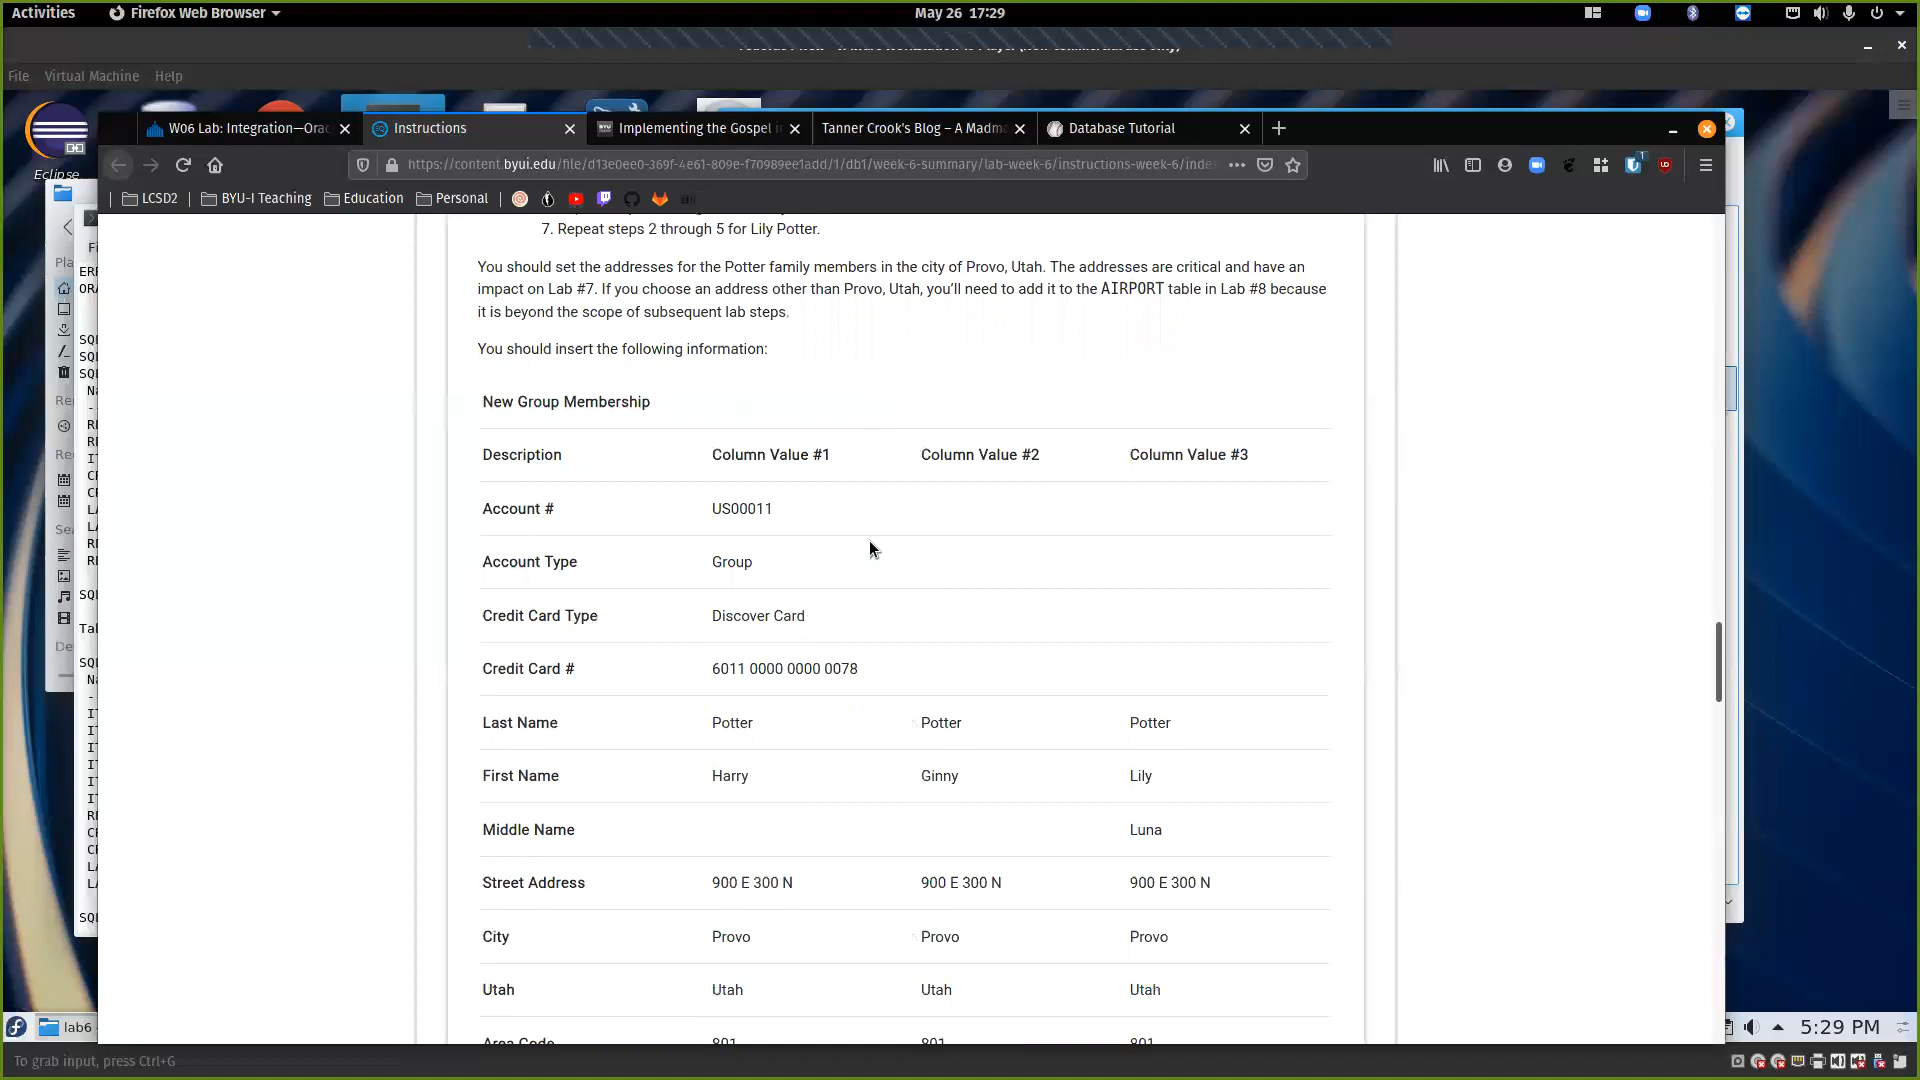 Activities Firefox Web Browser May 26 17:29
File Virtual Machine Help
W06 Lab: Integration—Orac Instructions Implementing the Gospel i Tanner Crook's Blog – A Madma Database Tutorial
https://content.byui.edu/file/d13e0ee0-369f-4e61-809e-f70989ee1add/1/db1/week-6-summary/lab-week-6/instructions-week-6/inde
Eclipse
LCSD2 BYU-I Teaching Education Personal
7. Repeat steps 2 through 5 for Lily Potter.
You should set the addresses for the Potter family members in the city of Provo, Utah. The addresses are critical and have an
impact on Lab #7. If you choose an address other than Provo, Utah, you'll need to add it to the AIRPORT table in Lab #8 because
it is beyond the scope of subsequent lab steps.
You should insert the following information:
New Group Membership
Description Column Value #1 Column Value #2 Column Value #3
Account # US00011
Account Type Group
Credit Card Type Discover Card
Credit Card # 6011 0000 0000 0078
Last Name Potter Potter Potter
First Name Harry Ginny Lily
Middle Name Luna
Street Address 900 E 300 N 900 E 300 N 900 E 300 N
City Provo Provo Provo
Utah Utah Utah Utah
Area Code 801 801 801
lab6 5:29 PM
To grab input, press Ctrl+G